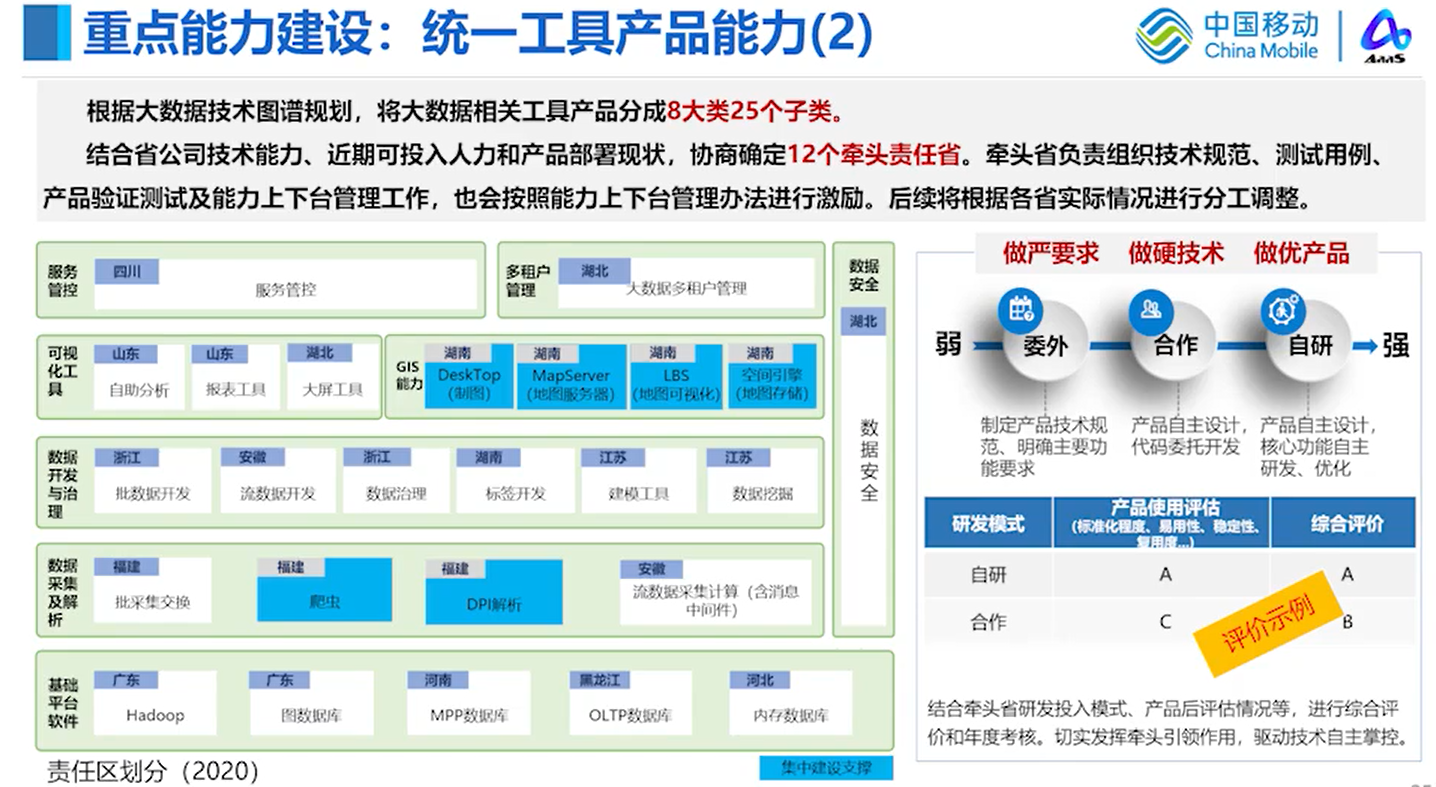 重点能力建设：统一工具产品能力(2)
中国移动
China Mobile
AaaS
根据大数据技术图谱规划，将大数据相关工具产品分成8大类25个子类。
结合省公司技术能力、近期可投入人力和产品部署现状，协商确定12个牵头责任省。牵头省负责组织技术规范、测试用例、
产品验证测试及能力上下台管理工作，也会按照能力上下台管理办法进行激励。后续将根据各省实际情况进行分工调整。
服务
管控
四川
服务管控
多租户
管理
湖北
大数据多租户管理
数据
安全
湖北
数
据
安
全
可视
化工
具
山东
自助分析
山东
报表工具
湖北
大屏工具
GIS
能力
湖南
DeskTop
(制图)
湖南
MapServer
(地图服务器)
湖南
LBS
(地图可视化)
湖南
空间引擎
(地图存储)
数据
开发
与治
理
浙江
批数据开发
安徽
流数据开发
浙江
数据治理
湖南
标签开发
江苏
建模工具
江苏
数据挖掘
数据
采集
及解
析
福建
批采集交换
福建
爬虫
福建
DPI解析
安徽
流数据采集计算（含消息
中间件）
基础
平台
软件
广东
Hadoop
广东
图数据库
河南
MPP数据库
黑龙江
OLTP数据库
河北
内存数据库
责任区划分（2020）
集中建设支撑
做严要求 做硬技术 做优产品
弱
委外
合作
自研
强
制定产品技术规
范、明确主要功
能要求
产品自主设计，
代码委托开发
产品自主设计，
核心功能自主
研发、优化
研发模式
产品使用评估
(标准化程度、易用性、稳定性、
复用度...)
综合评价
自研 A A
合作 C B
评价示例
结合牵头省研发投入模式、产品后评估情况等，进行综合评
价和年度考核。切实发挥牵头引领作用，驱动技术自主掌控。